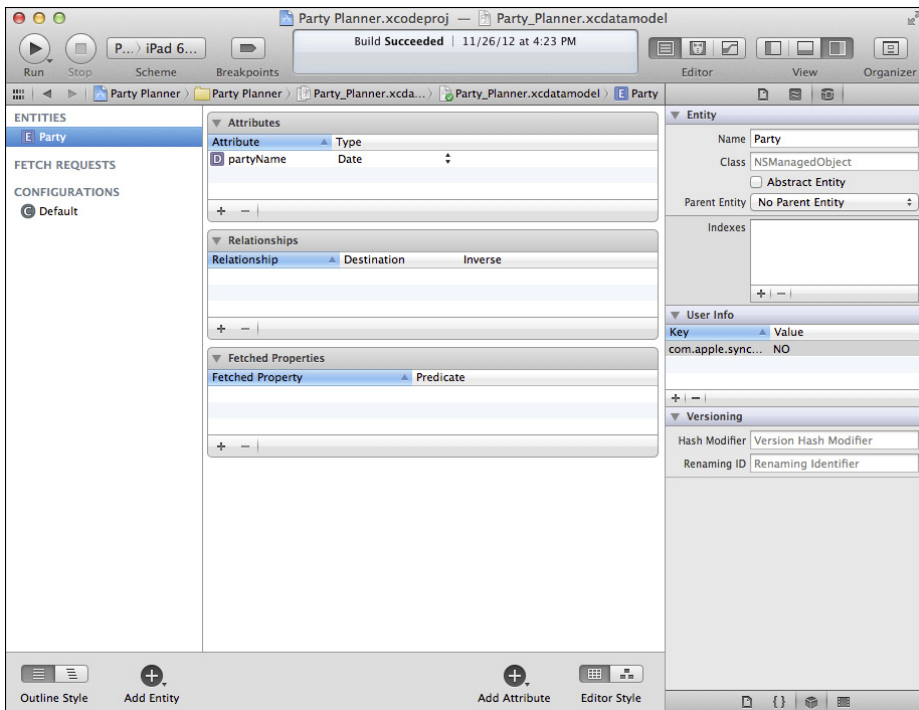 Party Planner.xcodeproj — Party_Planner.xcdatamodel
P...〉 iPad 6...
Build Succeeded | 11/26/12 at 4:23 PM
Run Stop Scheme Breakpoints Editor View Organizer
Party Planner 〉 Party Planner 〉 Party_Planner.xcda... 〉 Party_Planner.xcdatamodel 〉 E Party
ENTITIES
E Party
FETCH REQUESTS
CONFIGURATIONS
C Default
Attributes
Attribute Type
D partyName Date
+ −
Relationships
Relationship Destination Inverse
+ −
Fetched Properties
Fetched Property Predicate
+ −
Entity
Name Party
Class NSManagedObject
Abstract Entity
Parent Entity No Parent Entity
Indexes
+ −
User Info
Key Value
com.apple.sync... NO
+ −
Versioning
Hash Modifier Version Hash Modifier
Renaming ID Renaming Identifier
Outline Style Add Entity Add Attribute Editor Style
{}